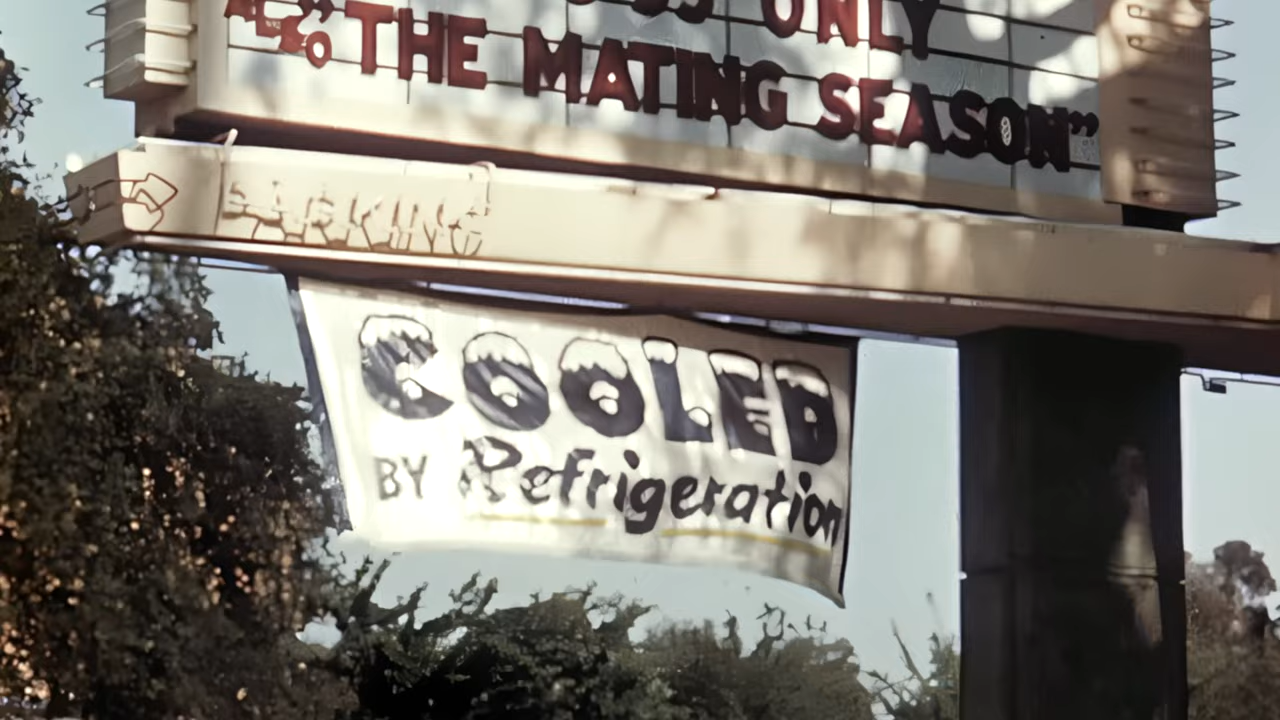 ONLY
"THE MATING SEASON"
PARKING
COOLED
BY Refrigeration